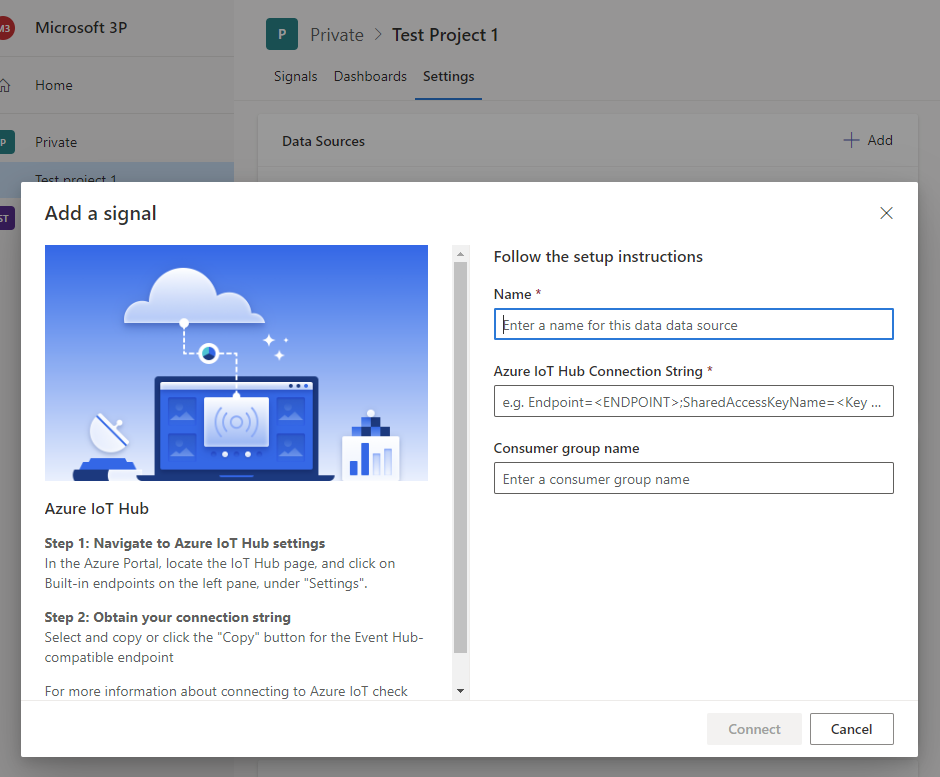 M3
Microsoft 3P
P
Private
Test Project 1
Home
Signals
Dashboards
Settings
P
Private
Data Sources
Add
Test project 1
ST
Add a signal
Follow the setup instructions
Name *
Enter a name for this data data source
Azure IoT Hub Connection String *
e.g. Endpoint=<ENDPOINT>;SharedAccessKeyName=<Key ...
Consumer group name
Enter a consumer group name
Azure IoT Hub
Step 1: Navigate to Azure IoT Hub settings
In the Azure Portal, locate the IoT Hub page, and click on
Built-in endpoints on the left pane, under "Settings".
Step 2: Obtain your connection string
Select and copy or click the "Copy" button for the Event Hub-
compatible endpoint
For more information about connecting to Azure IoT check
Connect
Cancel